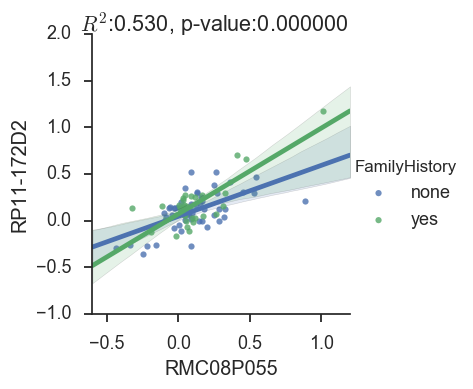 R²:0.530, p-value:0.000000
2.0
1.5
1.0
0.5
0.0
−0.5
−1.0
RP11-172D2
−0.5 0.0 0.5 1.0
RMC08P055
FamilyHistory
none
yes